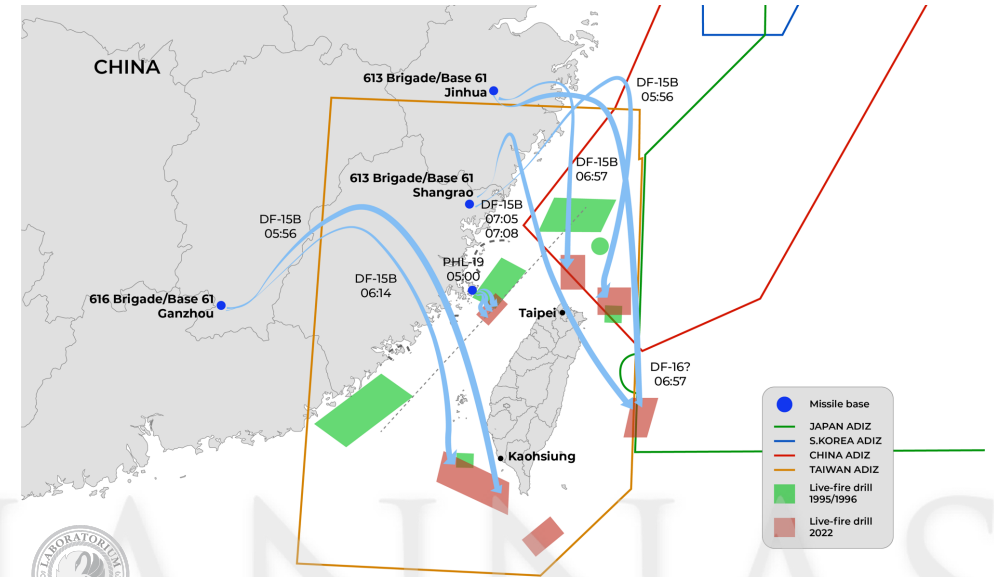 CHINA
613 Brigade/Base 61
Jinhua
DF-15B
05:56
DF-15B
06:57
613 Brigade/Base 61
Shangrao
DF-15B
07:05
07:08
DF-15B
05:56
PHL-19
05:00
DF-15B
06:14
616 Brigade/Base 61
Ganzhou
Taipei
DF-16?
06:57
Kaohsiung
Missile base
JAPAN ADIZ
S.KOREA ADIZ
CHINA ADIZ
TAIWAN ADIZ
Live-fire drill
1995/1996
Live-fire drill
2022
LABORATORIUM